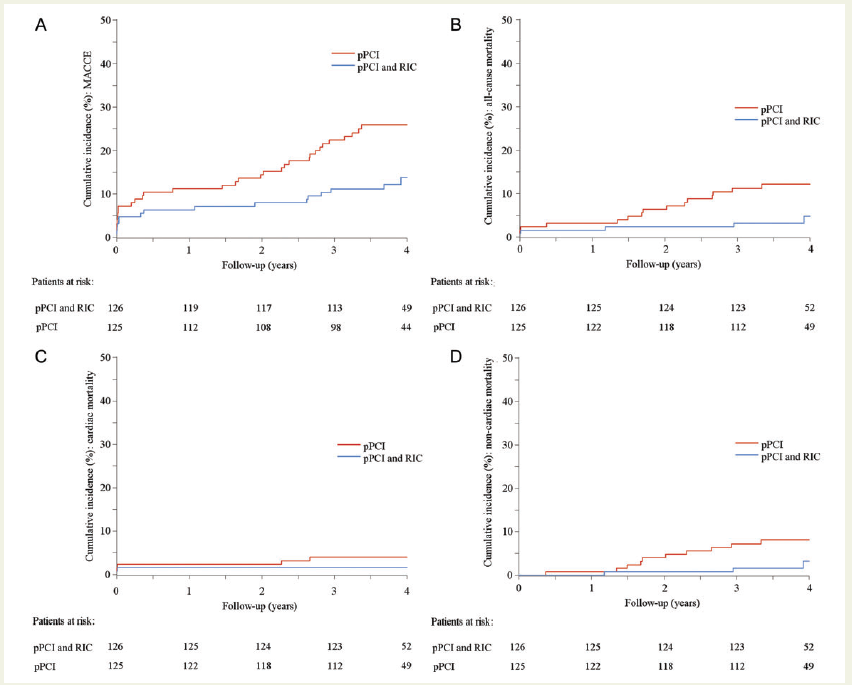 A
Cumulative incidence (%): MACCE
50
40
30
20
10
0
pPCI
pPCI and RIC
0 1 2 3 4
Follow-up (years)
Patients at risk:
pPCI and RIC 126 119 117 113 49
pPCI 125 112 108 98 44
B
Cumulative incidence (%): all-cause mortality
50
40
30
20
10
0
pPCI
pPCI and RIC
0 1 2 3 4
Follow-up (years)
Patients at risk:
pPCI and RIC 126 125 124 123 52
pPCI 125 122 118 112 49
C
Cumulative incidence (%): cardiac mortality
50
40
30
20
10
0
pPCI
pPCI and RIC
0 1 2 3 4
Follow-up (years)
Patients at risk:
pPCI and RIC 126 125 124 123 52
pPCI 125 122 118 112 49
D
Cumulative incidence (%): non-cardiac mortality
50
40
30
20
10
0
pPCI
pPCI and RIC
0 1 2 3 4
Follow-up (years)
Patients at risk:
pPCI and RIC 126 125 124 123 52
pPCI 125 122 118 112 49